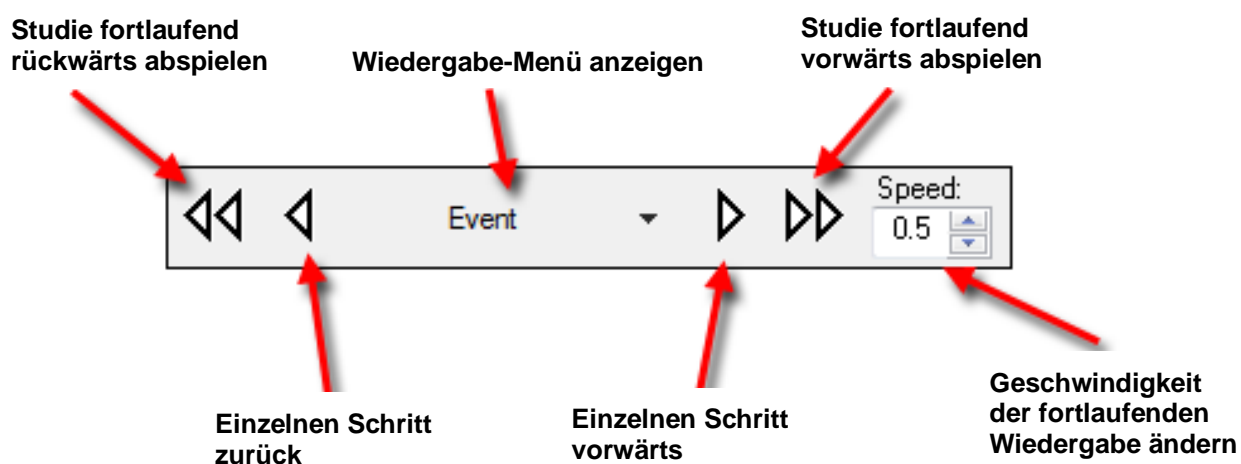 Studie fortlaufend
rückwärts abspielen
Wiedergabe-Menü anzeigen
Studie fortlaufend
vorwärts abspielen
Event
Speed:
0.5
Einzelnen Schritt
zurück
Einzelnen Schritt
vorwärts
Geschwindigkeit
der fortlaufenden
Wiedergabe ändern